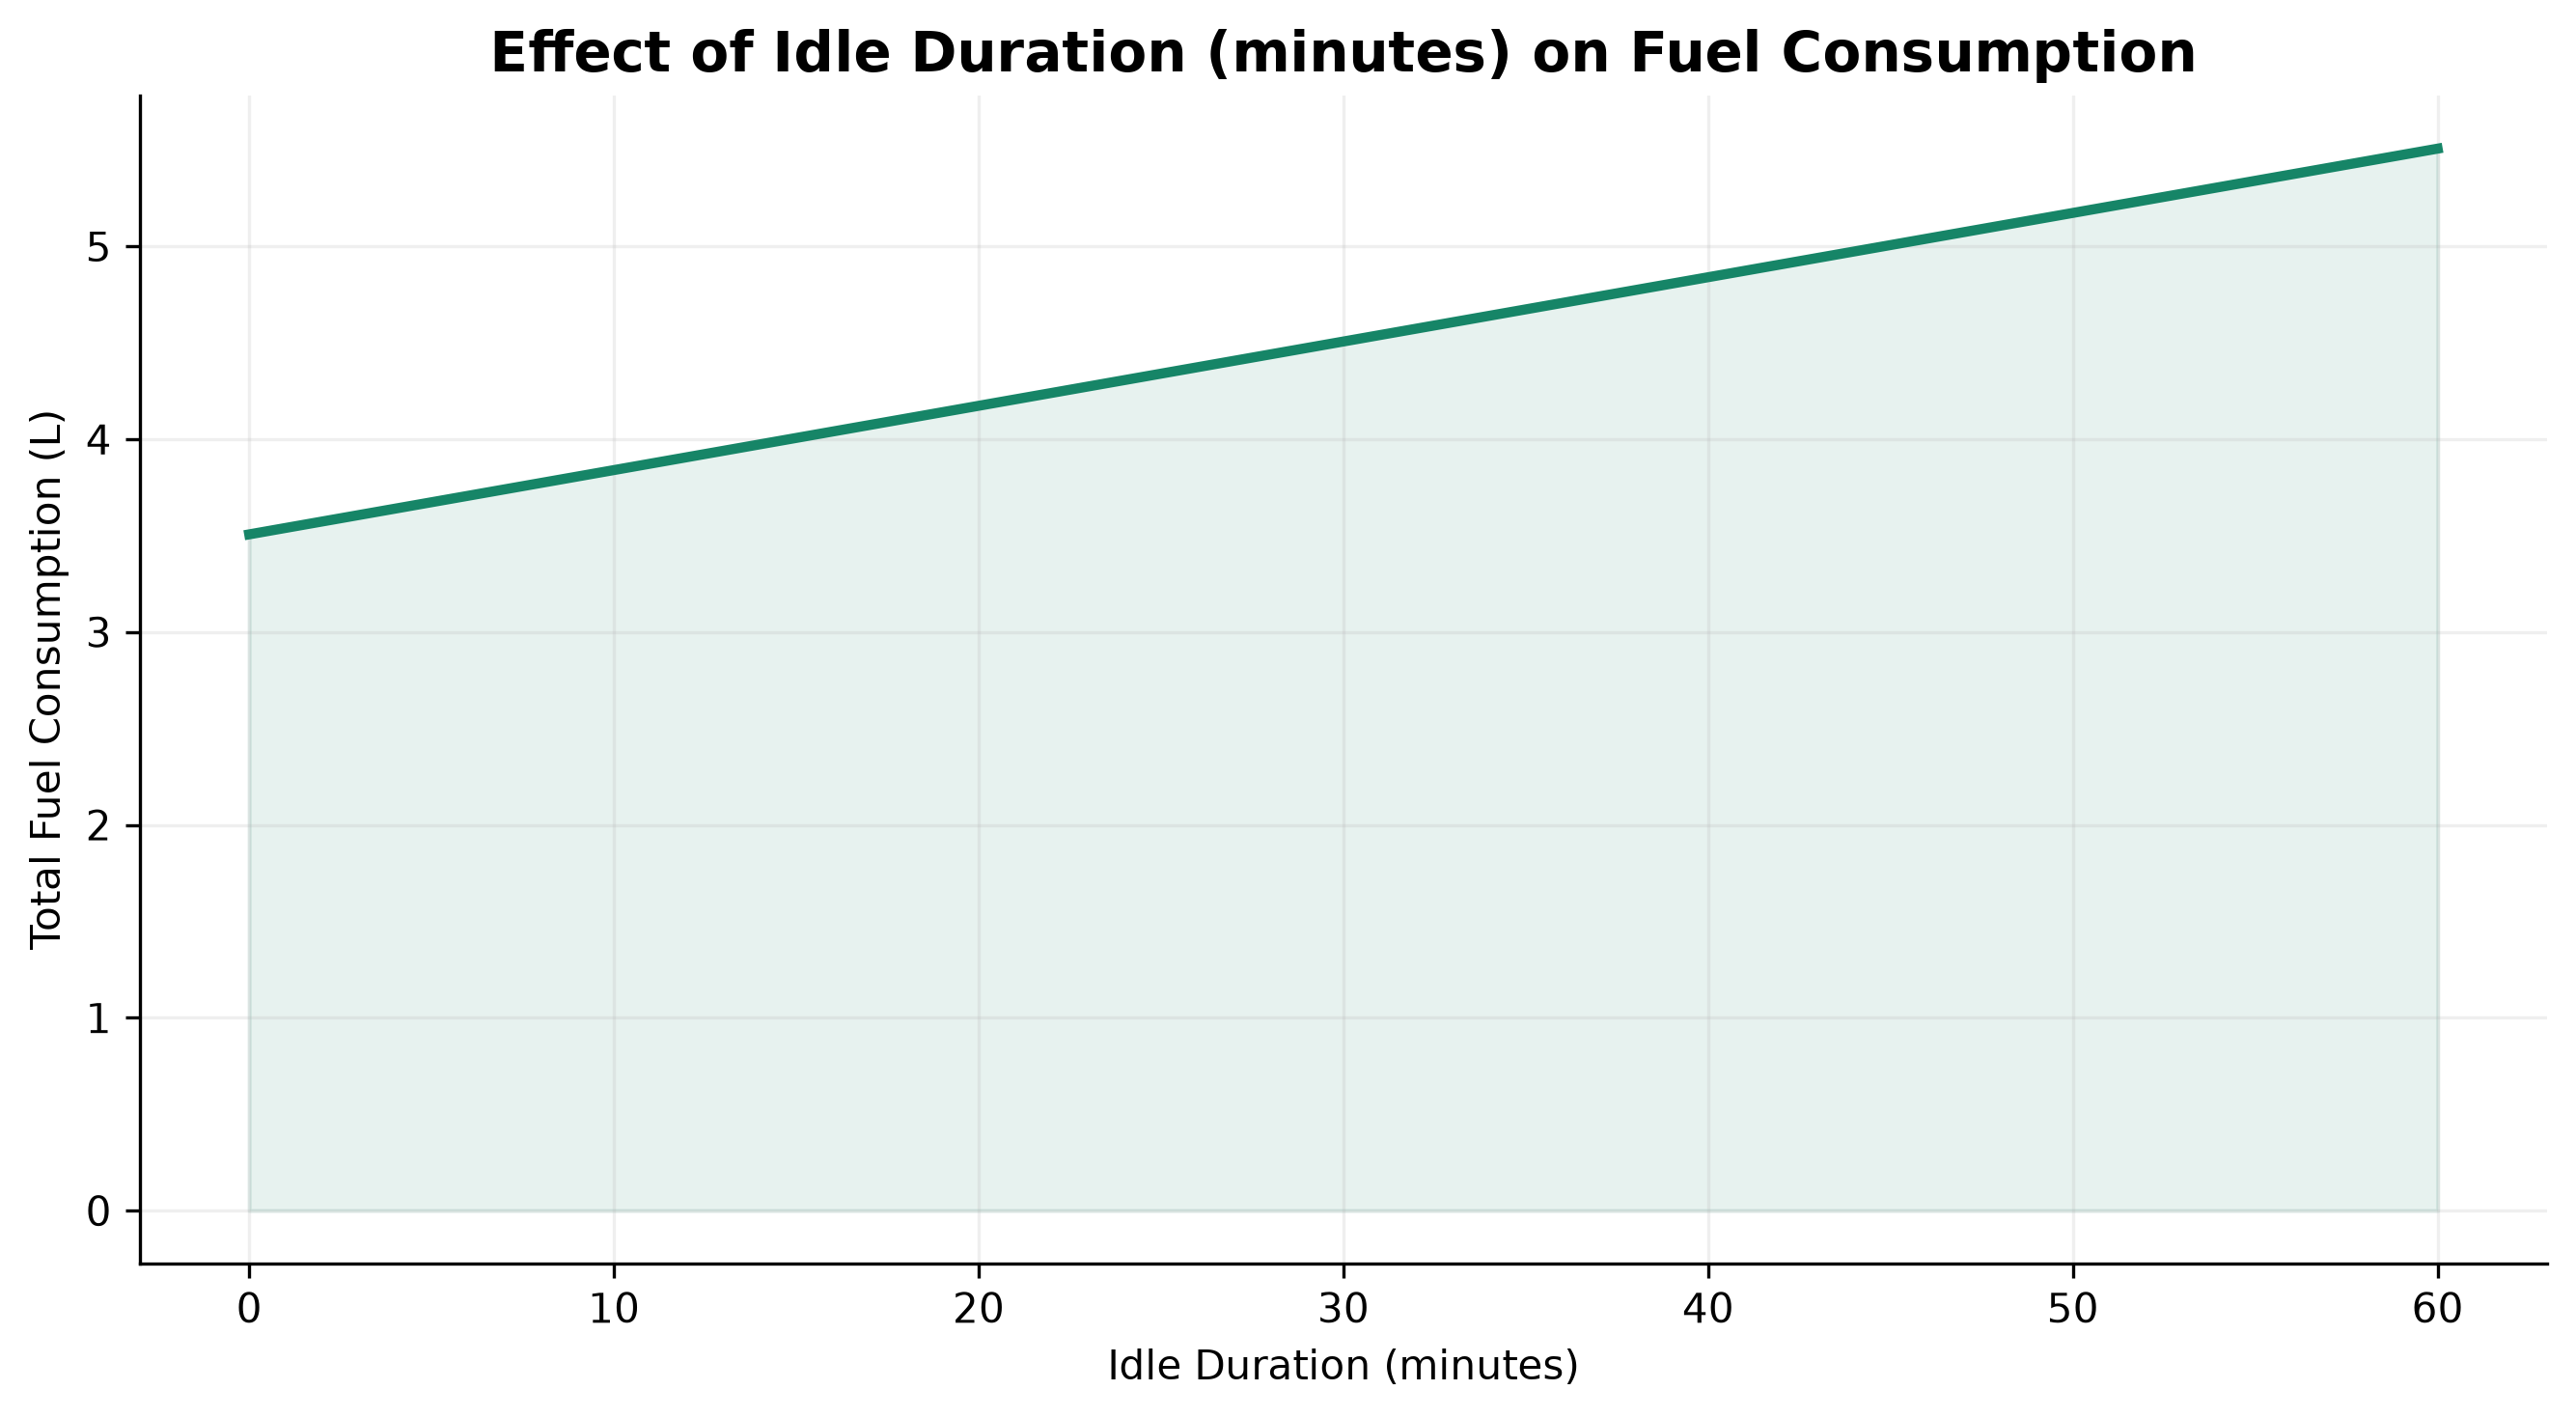 Effect of Idle Duration (minutes) on Fuel Consumption
Total Fuel Consumption (L)
5
4
3
2
1
0
0 10 20 30 40 50 60
Idle Duration (minutes)